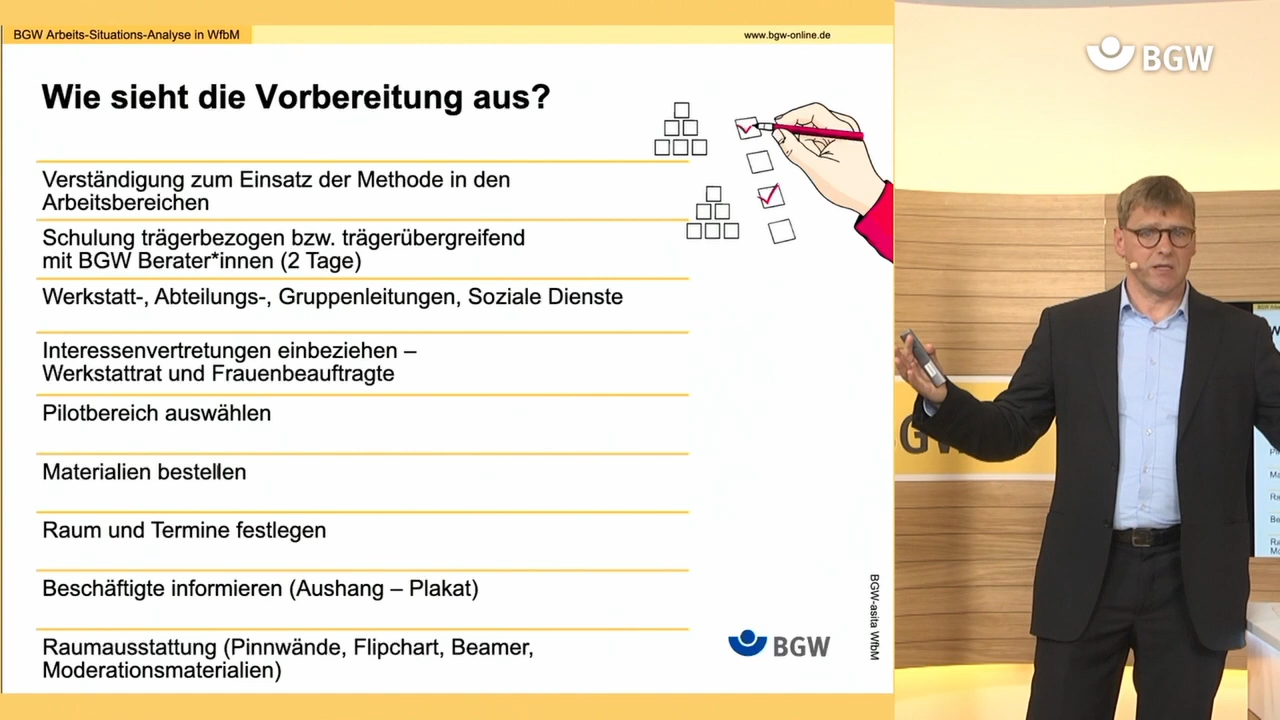 BGW Arbeits-Situations-Analyse in WfbM
www.bgw-online.de
Wie sieht die Vorbereitung aus?
Verständigung zum Einsatz der Methode in den
Arbeitsbereichen
Schulung trägerbezogen bzw. trägerübergreifend
mit BGW Berater*innen (2 Tage)
Werkstatt-, Abteilungs-, Gruppenleitungen, Soziale Dienste
Interessenvertretungen einbeziehen –
Werkstattrat und Frauenbeauftragte
Pilotbereich auswählen
Materialien bestellen
Raum und Termine festlegen
Beschäftigte informieren (Aushang – Plakat)
Raumausstattung (Pinnwände, Flipchart, Beamer,
Moderationsmaterialien)
BGW-asita WfbM
BGW
BGW